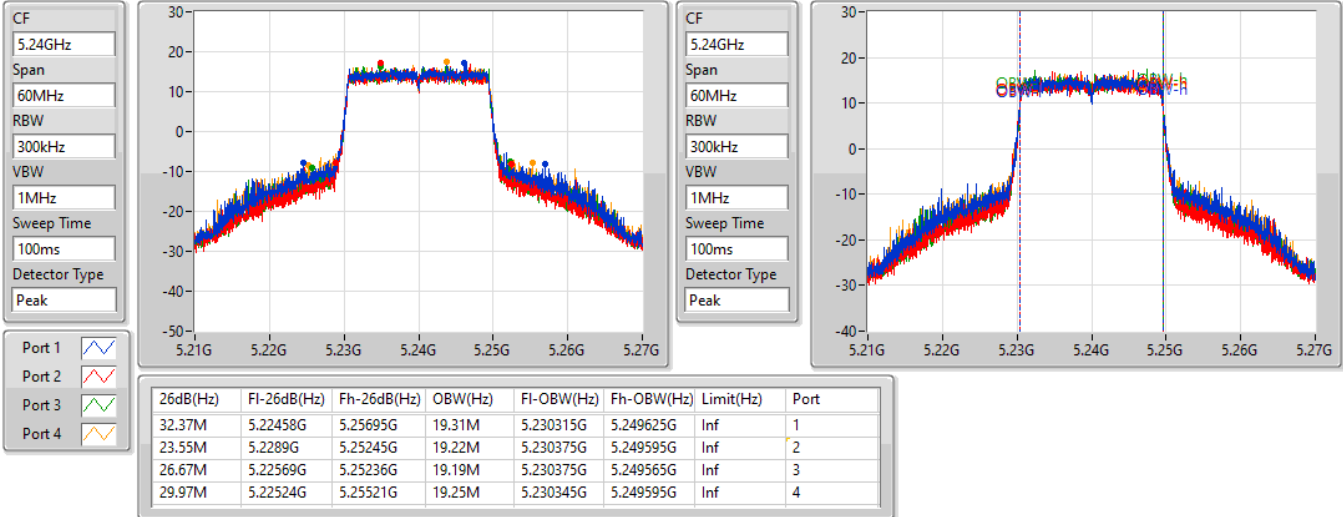 CF
5.24GHz
Span
60MHz
RBW
300kHz
VBW
1MHz
Sweep Time
100ms
Detector Type
Peak
30
20
10
0
-10
-20
-30
-40
-50
5.21G 5.22G 5.23G 5.24G 5.25G 5.26G 5.27G
CF
5.24GHz
Span
60MHz
RBW
300kHz
VBW
1MHz
Sweep Time
100ms
Detector Type
Peak
30
20
10
0
-10
-20
-30
-40
5.21G 5.22G 5.23G 5.24G 5.25G 5.26G 5.27G
OBW-h
Port 1
Port 2
Port 3
Port 4
26dB(Hz) Fl-26dB(Hz) Fh-26dB(Hz) OBW(Hz) Fl-OBW(Hz) Fh-OBW(Hz) Limit(Hz) Port
32.37M 5.22458G 5.25695G 19.31M 5.230315G 5.249625G Inf 1
23.55M 5.2289G 5.25245G 19.22M 5.230375G 5.249595G Inf 2
26.67M 5.22569G 5.25236G 19.19M 5.230375G 5.249565G Inf 3
29.97M 5.22524G 5.25521G 19.25M 5.230345G 5.249595G Inf 4